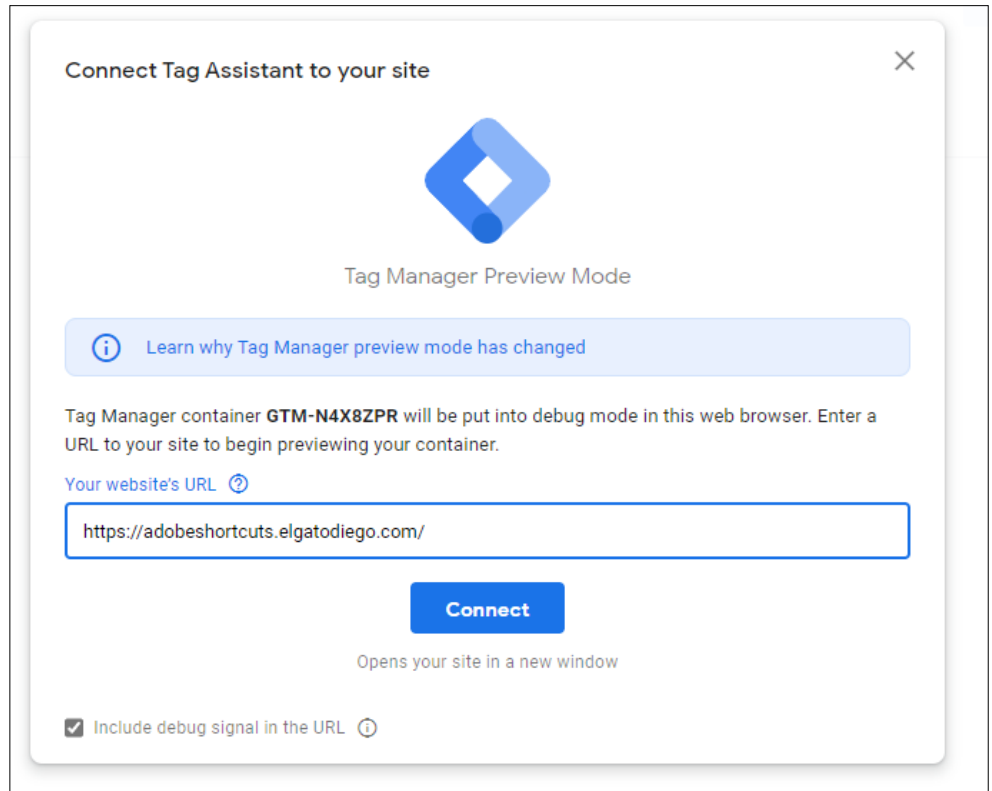 Connect Tag Assistant to your site
Tag Manager Preview Mode
Learn why Tag Manager preview mode has changed
Tag Manager container GTM-N4X8ZPR will be put into debug mode in this web browser. Enter a
URL to your site to begin previewing your container.
Your website's URL
https://adobeshortcuts.elgatodiego.com/
Connect
Opens your site in a new window
Include debug signal in the URL